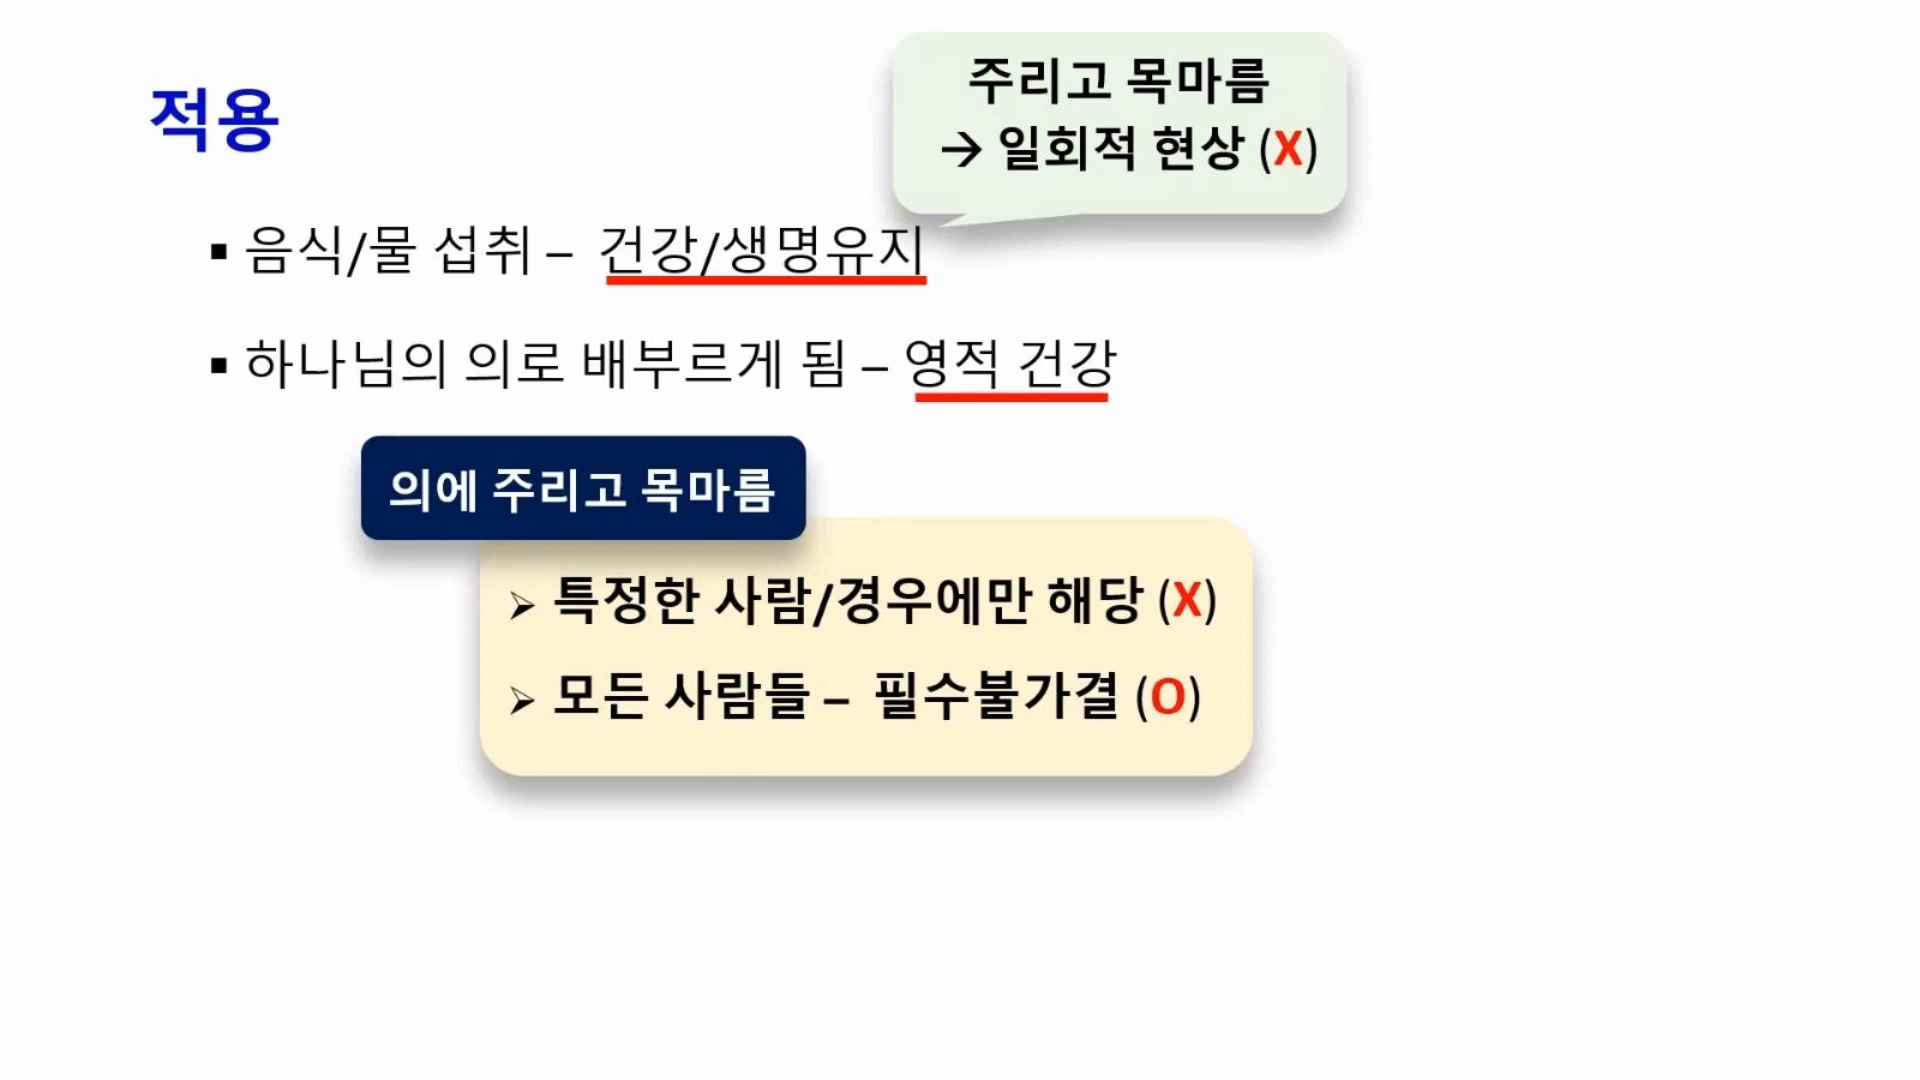 적용
주리고 목마름
→ 일회적 현상 (X)
▪ 음식/물 섭취 – 건강/생명유지
▪ 하나님의 의로 배부르게 됨 – 영적 건강
의에 주리고 목마름
➢ 특정한 사람/경우에만 해당 (X)
➢ 모든 사람들 – 필수불가결 (O)